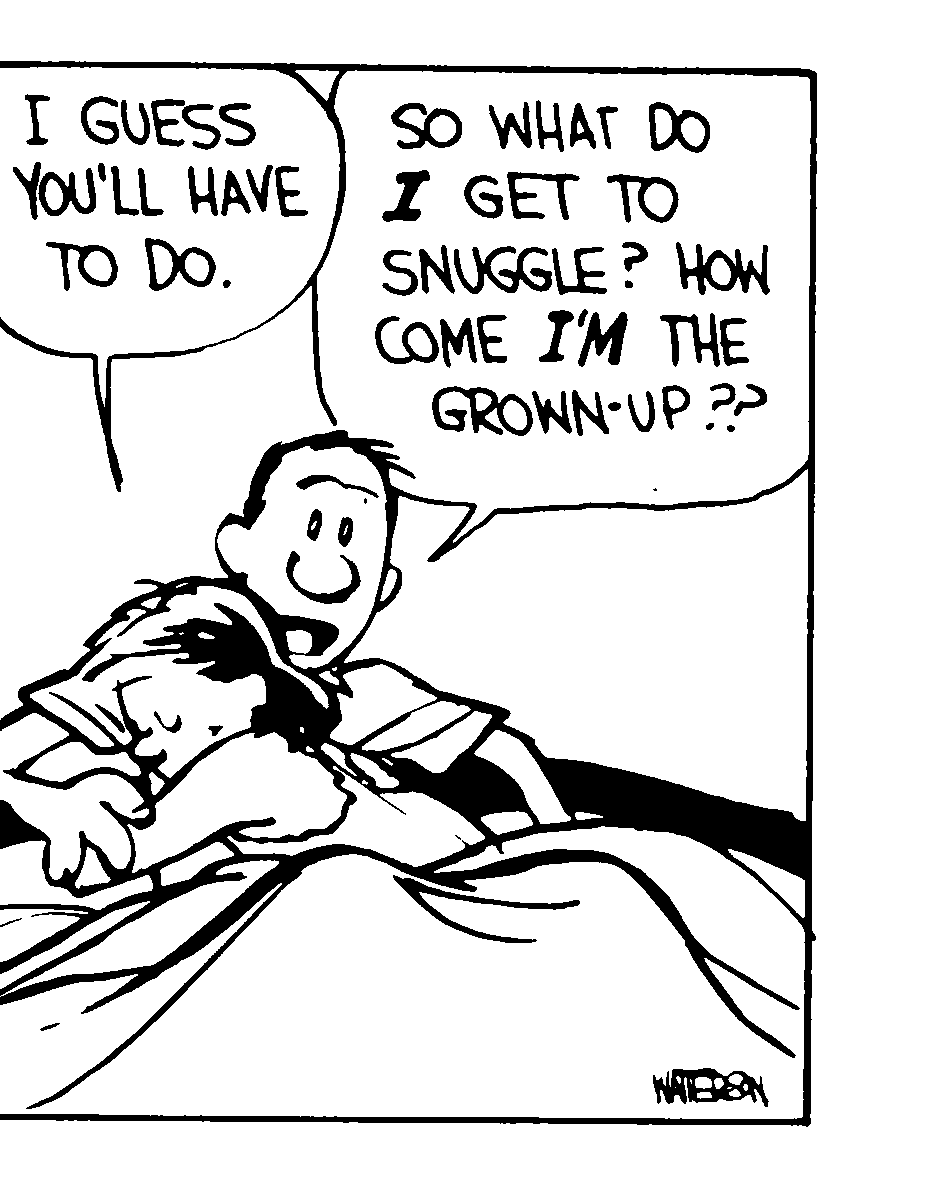 I GUESS
YOU'LL HAVE
TO DO.
SO WHAT DO
I GET TO
SNUGGLE? HOW
COME I'M THE
GROWN-UP??
WATTERSON